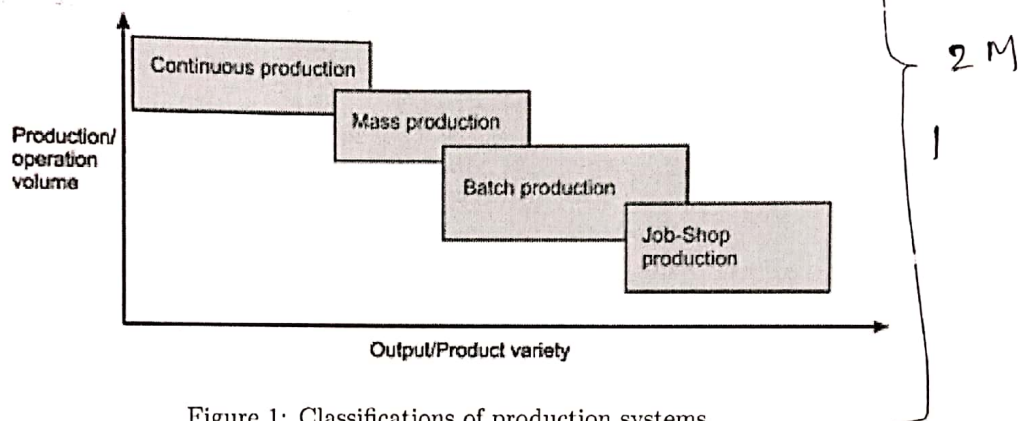 Continuous production
Mass production
Production/
operation
volume
Batch production
Job-Shop
production
Output/Product variety
Figure 1: Classifications of production systems
2 M
1